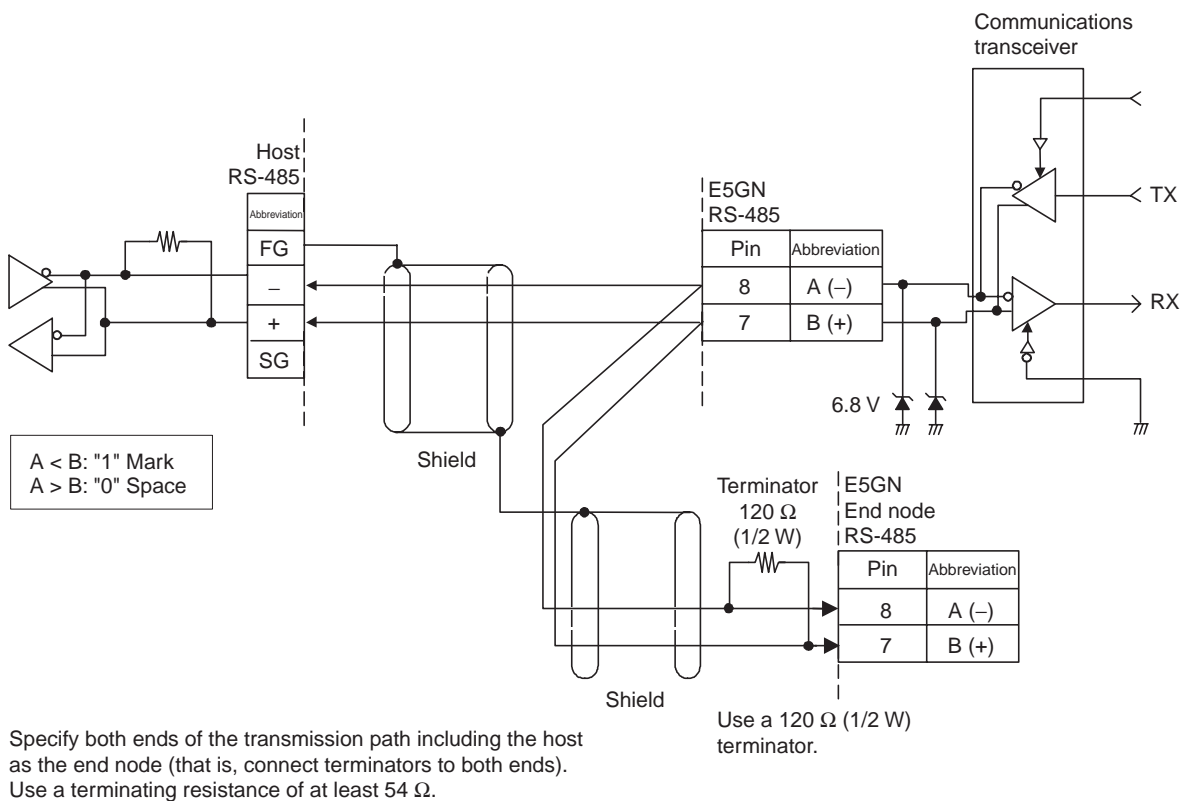 Communications
transceiver
Host
RS-485
Abbreviation
FG
−
+
SG
E5GN
RS-485
Pin Abbreviation
8 A (−)
7 B (+)
TX
RX
6.8 V
A < B: "1" Mark
A > B: "0" Space
Shield
Terminator
120 Ω
(1/2 W)
E5GN
End node
RS-485
Pin Abbreviation
8 A (−)
7 B (+)
Shield
Use a 120 Ω (1/2 W)
terminator.
Specify both ends of the transmission path including the host
as the end node (that is, connect terminators to both ends).
Use a terminating resistance of at least 54 Ω.